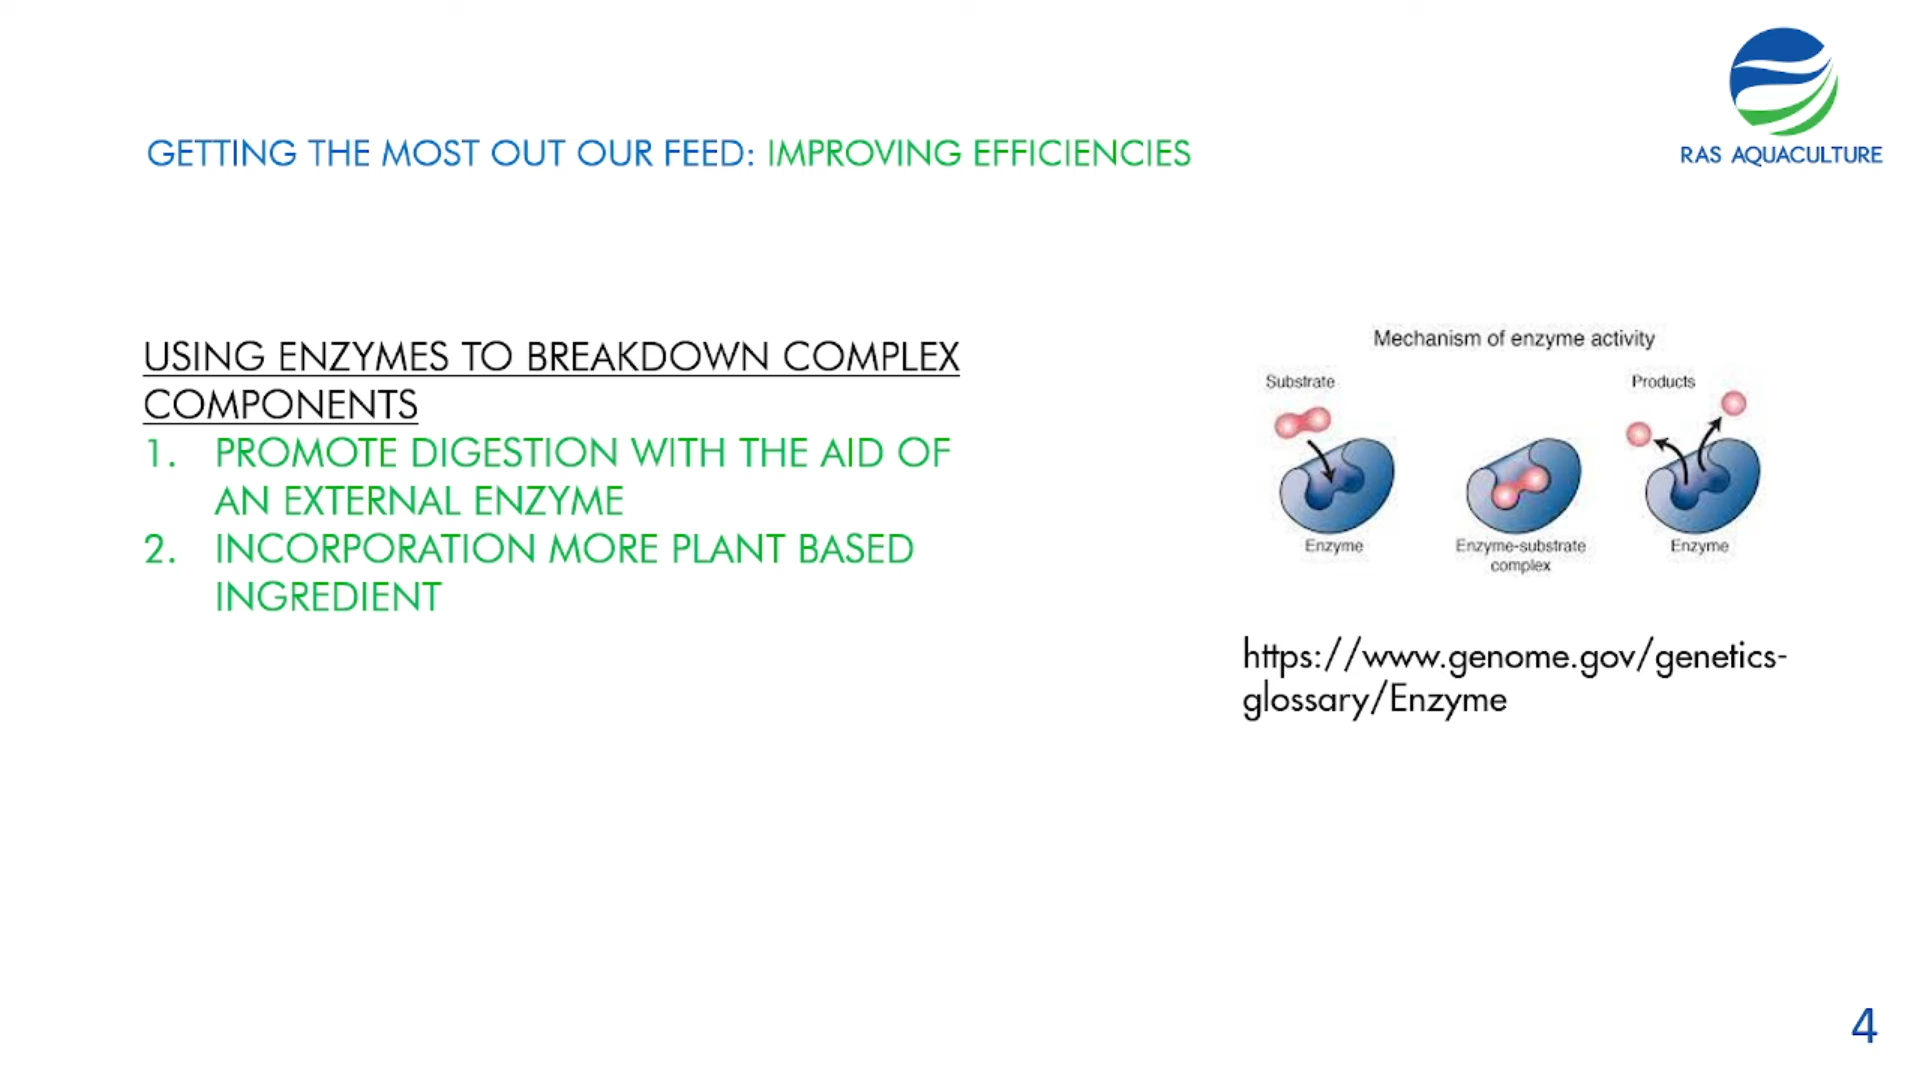 RAS AQUACULTURE
GETTING THE MOST OUT OUR FEED: IMPROVING EFFICIENCIES
USING ENZYMES TO BREAKDOWN COMPLEX
COMPONENTS
1. PROMOTE DIGESTION WITH THE AID OF
AN EXTERNAL ENZYME
2. INCORPORATION MORE PLANT BASED
INGREDIENT
Mechanism of enzyme activity
Substrate
Products
Enzyme
Enzyme-substrate
complex
Enzyme
https://www.genome.gov/genetics-
glossary/Enzyme
4